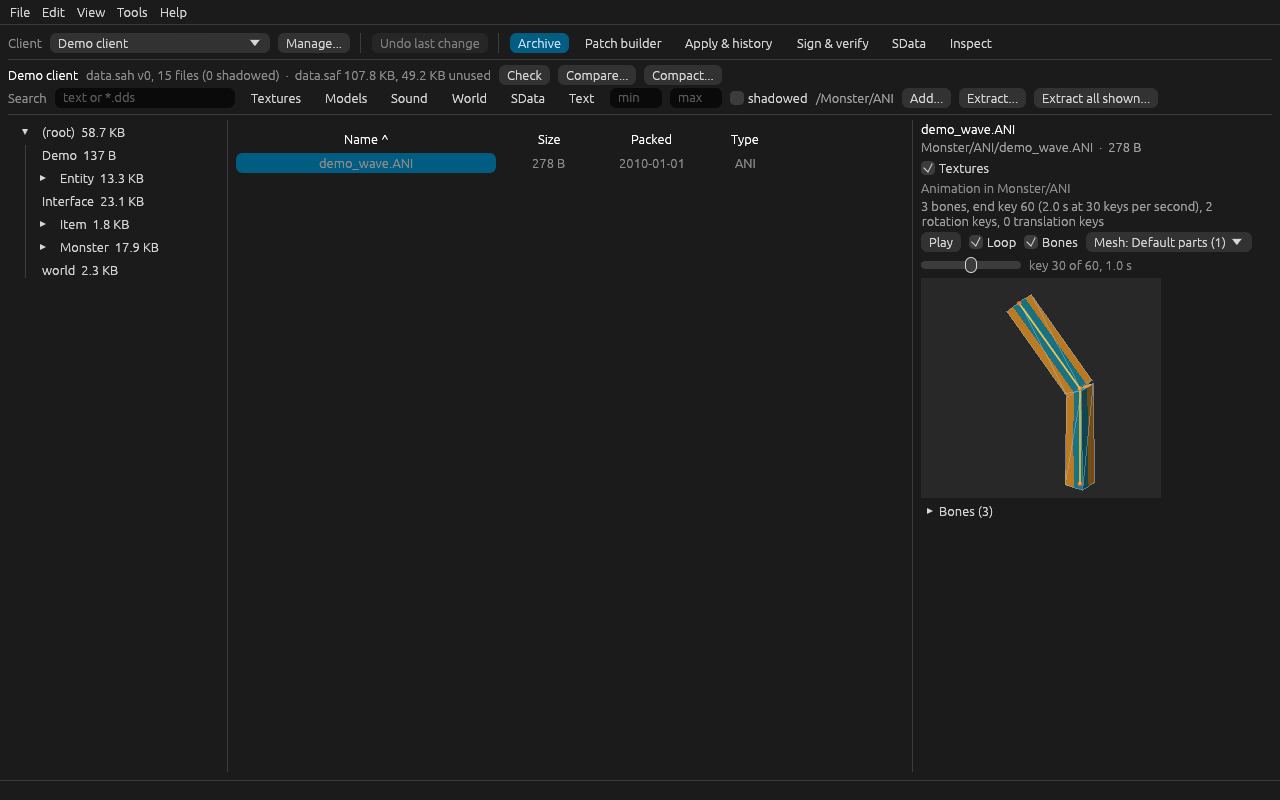 File Edit View Tools Help
Client Demo client Manage... Undo last change Archive Patch builder Apply & history Sign & verify SData Inspect
Demo client data.sah v0, 15 files (0 shadowed) · data.saf 107.8 KB, 49.2 KB unused Check Compare... Compact...
Search text or *.dds Textures Models Sound World SData Text min max shadowed /Monster/ANI Add... Extract... Extract all shown...
(root) 58.7 KB
Demo 137 B
Entity 13.3 KB
Interface 23.1 KB
Item 1.8 KB
Monster 17.9 KB
world 2.3 KB
Name ^ Size Packed Type
demo_wave.ANI 278 B 2010-01-01 ANI
demo_wave.ANI
Monster/ANI/demo_wave.ANI · 278 B
Textures
Animation in Monster/ANI
3 bones, end key 60 (2.0 s at 30 keys per second), 2
rotation keys, 0 translation keys
Play Loop Bones Mesh: Default parts (1)
key 30 of 60, 1.0 s
Bones (3)